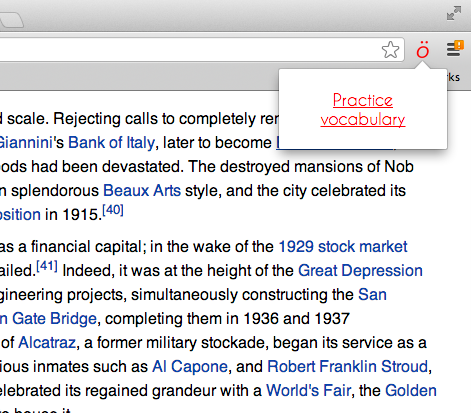 ö
ks
Practice
vocabulary
d scale. Rejecting calls to completely re
Giannini's Bank of Italy, later to become
ods had been devastated. The destroyed mansions of Nob
n splendorous Beaux Arts style, and the city celebrated its
osition in 1915.[40]
as a financial capital; in the wake of the 1929 stock market
ailed.[41] Indeed, it was at the height of the Great Depression
gineering projects, simultaneously constructing the San
n Gate Bridge, completing them in 1936 and 1937
of Alcatraz, a former military stockade, began its service as a
ious inmates such as Al Capone, and Robert Franklin Stroud,
elebrated its regained grandeur with a World's Fair, the Golden